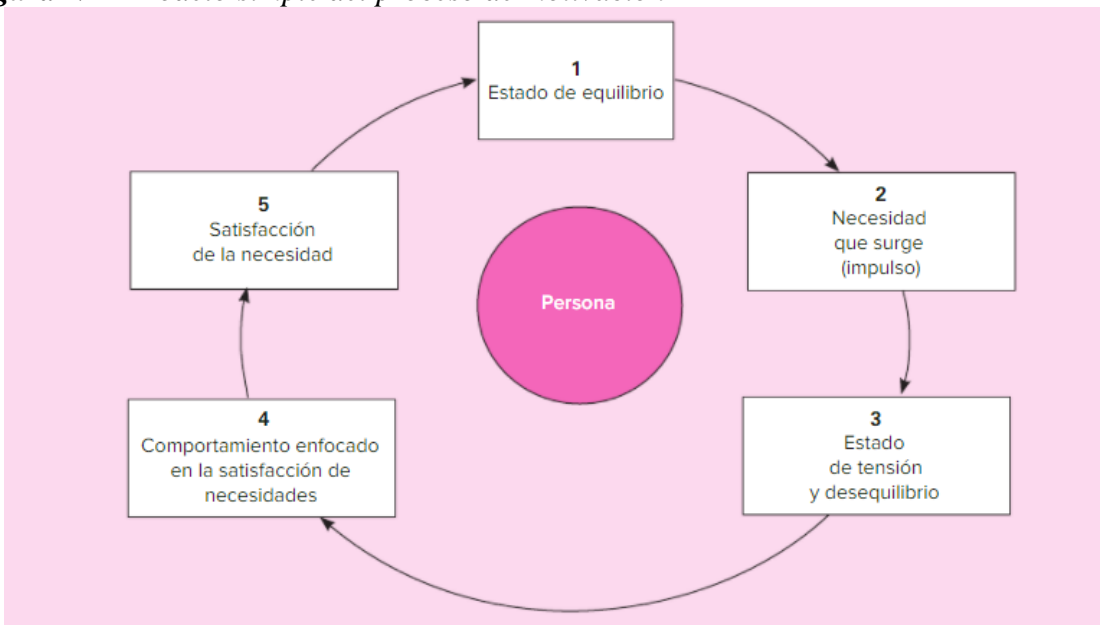 1
Estado de equilibrio
2
Necesidad
que surge
(impulso)
3
Estado
de tensión
y desequilibrio
4
Comportamiento enfocado
en la satisfacción de
necesidades
5
Satisfacción
de la necesidad
Persona